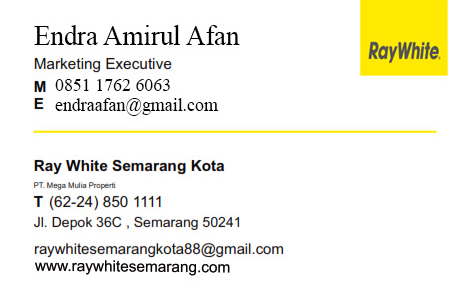 Endra Amirul Afan
RayWhite.
Marketing Executive
M 0851 1762 6063
E endraafan@gmail.com
Ray White Semarang Kota
PT. Mega Mulia Properti
T (62-24) 850 1111
Jl. Depok 36C , Semarang 50241
raywhitesemarangkota88@gmail.com
www.raywhitesemarang.com